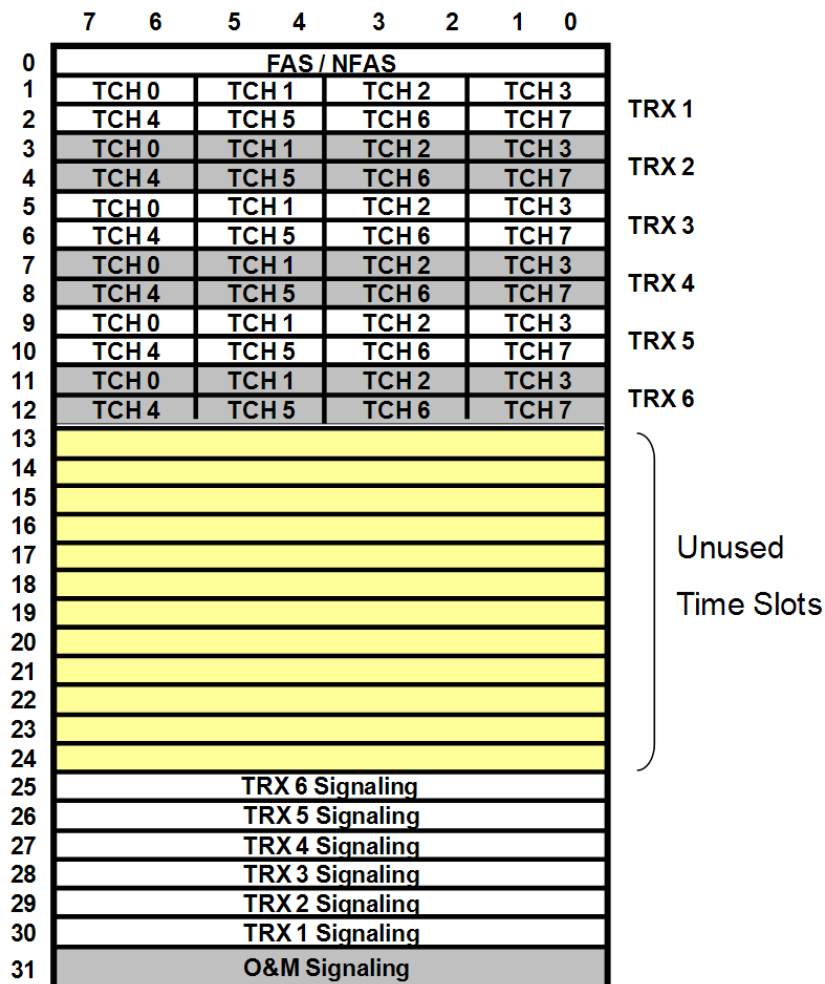 7 6 5 4 3 2 1 0
0 FAS / NFAS
1 TCH 0 TCH 1 TCH 2 TCH 3
TRX 1
2 TCH 4 TCH 5 TCH 6 TCH 7
3 TCH 0 TCH 1 TCH 2 TCH 3
TRX 2
4 TCH 4 TCH 5 TCH 6 TCH 7
5 TCH 0 TCH 1 TCH 2 TCH 3
TRX 3
6 TCH 4 TCH 5 TCH 6 TCH 7
7 TCH 0 TCH 1 TCH 2 TCH 3
TRX 4
8 TCH 4 TCH 5 TCH 6 TCH 7
9 TCH 0 TCH 1 TCH 2 TCH 3
TRX 5
10 TCH 4 TCH 5 TCH 6 TCH 7
11 TCH 0 TCH 1 TCH 2 TCH 3
TRX 6
12 TCH 4 TCH 5 TCH 6 TCH 7
13
14
15
16
17
Unused
18
19
Time Slots
20
21
22
23
24
25 TRX 6 Signaling
26 TRX 5 Signaling
27 TRX 4 Signaling
28 TRX 3 Signaling
29 TRX 2 Signaling
30 TRX 1 Signaling
31 O&M Signaling